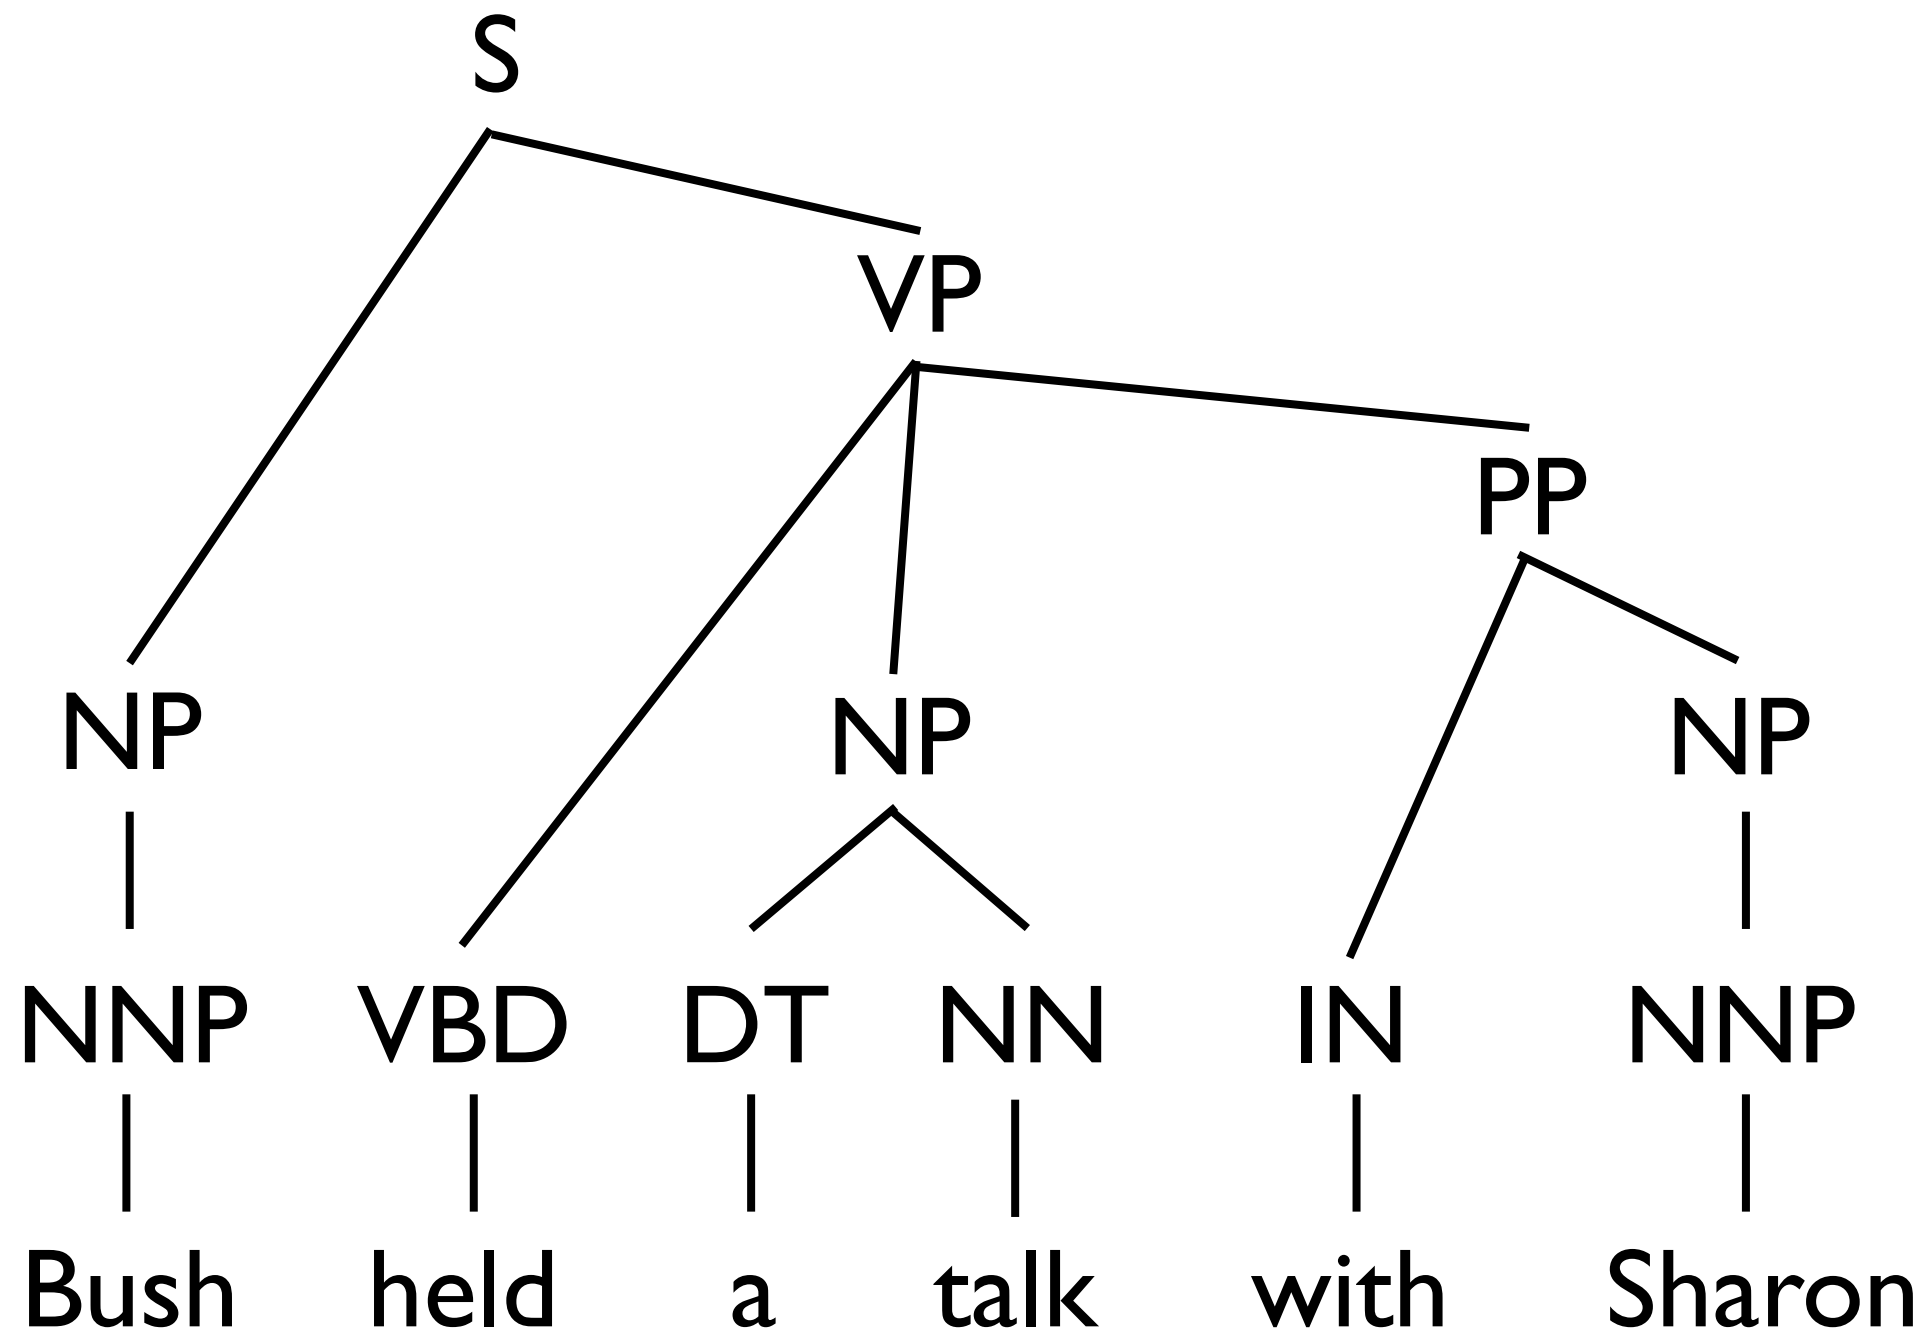 S
VP
PP
NP NP NP
NNP VBD DT NN IN NNP
Bush held a talk with Sharon